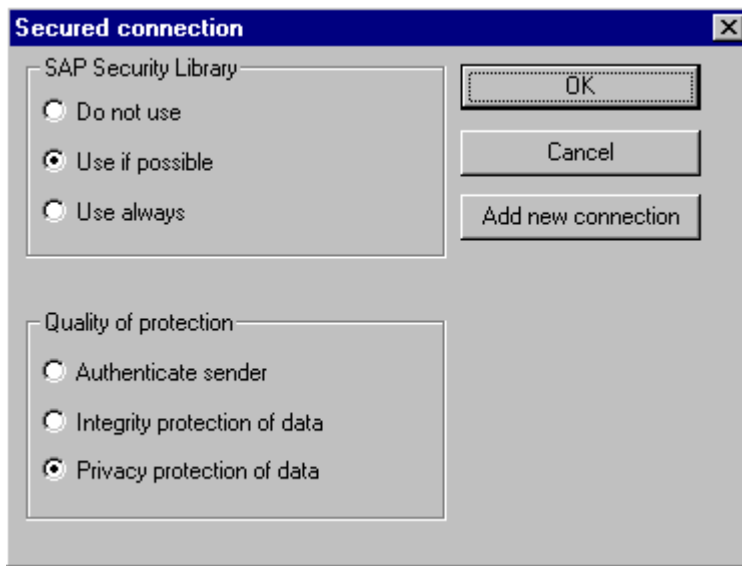 Secured connection
SAP Security Library
Do not use
Use if possible
Use always
OK
Cancel
Add new connection
Quality of protection
Authenticate sender
Integrity protection of data
Privacy protection of data